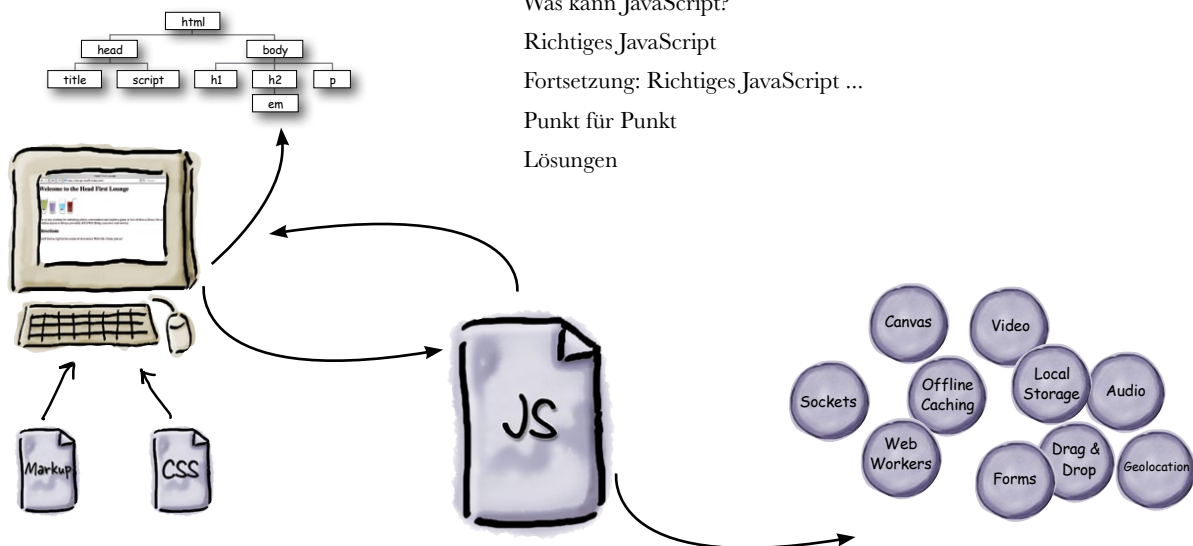 Was kann JavaScript?
Richtiges JavaScript
Fortsetzung: Richtiges JavaScript ...
Punkt für Punkt
Lösungen
html
head
body
title
script
h1
h2
p
em
Welcome to the Head First Lounge
Markup
CSS
JS
Canvas
Video
Sockets
Offline
Caching
Local
Storage
Audio
Web
Workers
Forms
Drag &
Drop
Geolocation